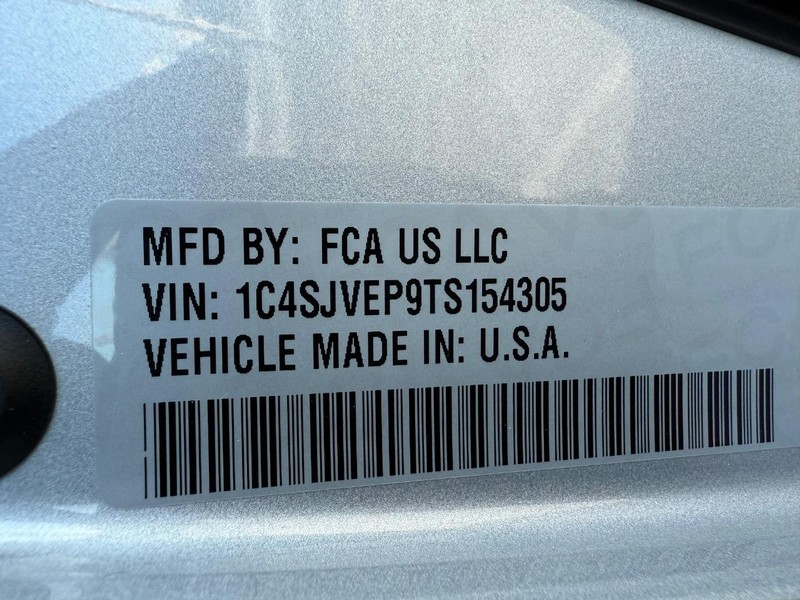 MFD BY: FCA US LLC
VIN: 1C4SJVEP9TS154305
VEHICLE MADE IN: U.S.A.